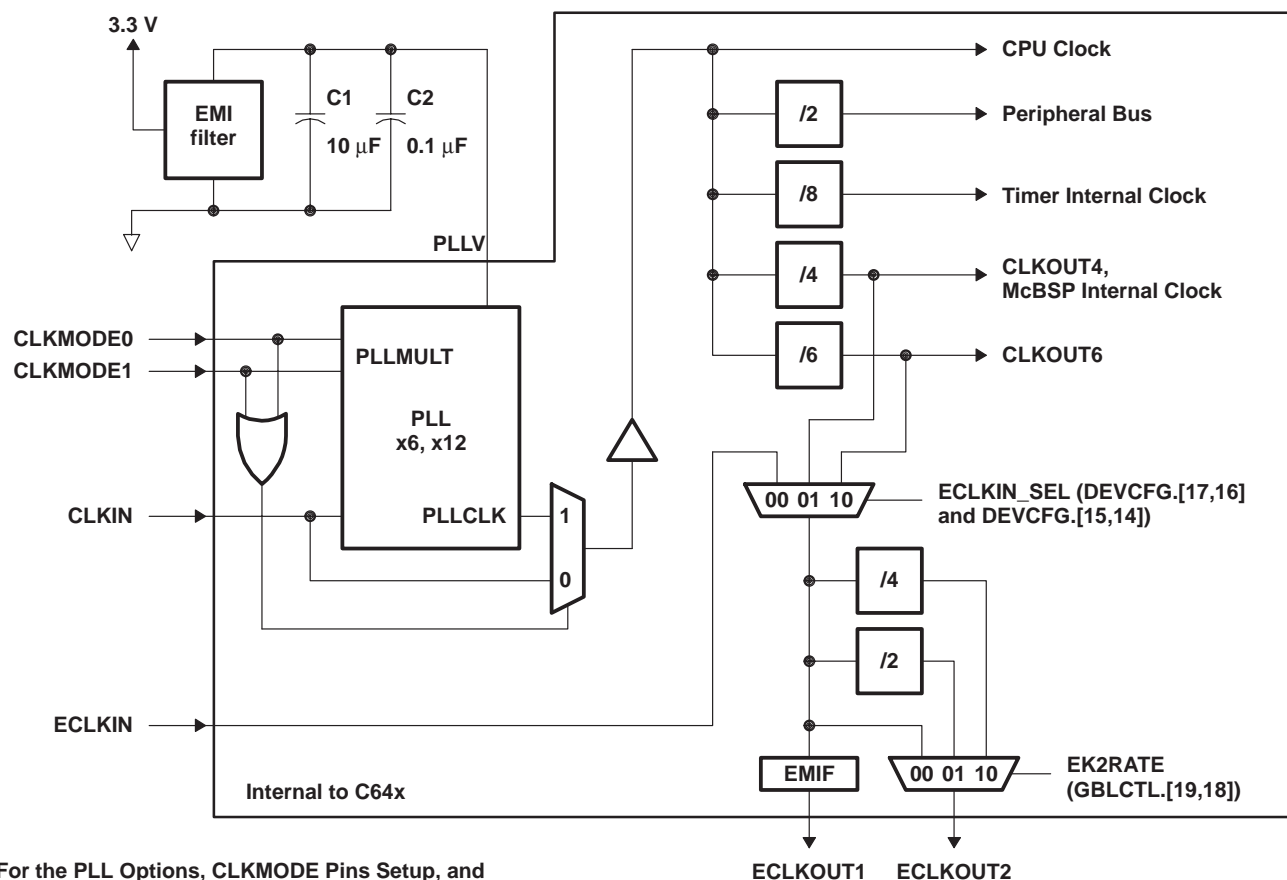 3.3 V
CPU Clock
C1
C2
EMI
filter
/2
Peripheral Bus
10 μF
0.1 μF
/8
Timer Internal Clock
PLLV
/4
CLKOUT4,
McBSP Internal Clock
CLKMODE0
PLLMULT
/6
CLKOUT6
CLKMODE1
PLL
x6, x12
00 01 10
ECLKIN_SEL (DEVCFG.[17,16]
and DEVCFG.[15,14])
CLKIN
PLLCLK
1
0
/4
/2
ECLKIN
EMIF
00 01 10
EK2RATE
(GBLCTL.[19,18])
Internal to C64x
For the PLL Options, CLKMODE Pins Setup, and
ECLKOUT1
ECLKOUT2